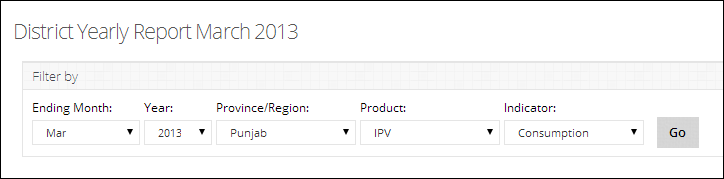 District Yearly Report March 2013
Filter by
Ending Month: Year: Province/Region: Product: Indicator:
Mar 2013 Punjab IPV Consumption Go